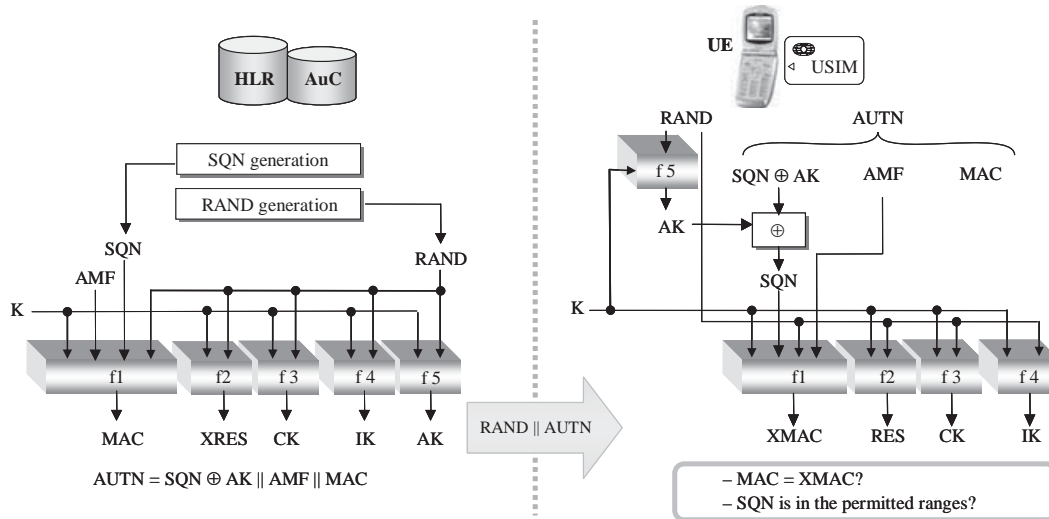 HLR AuC
SQN generation
RAND generation
SQN
RAND
AMF
K
f1 f2 f 3 f 4 f 5
MAC XRES CK IK AK
AUTN = SQN ⊕ AK || AMF || MAC
RAND || AUTN
UE
USIM
RAND AUTN
f 5
SQN ⊕ AK AMF MAC
AK
⊕
SQN
K
f1 f2 f 3 f 4
XMAC RES CK IK
– MAC = XMAC?
– SQN is in the permitted ranges?